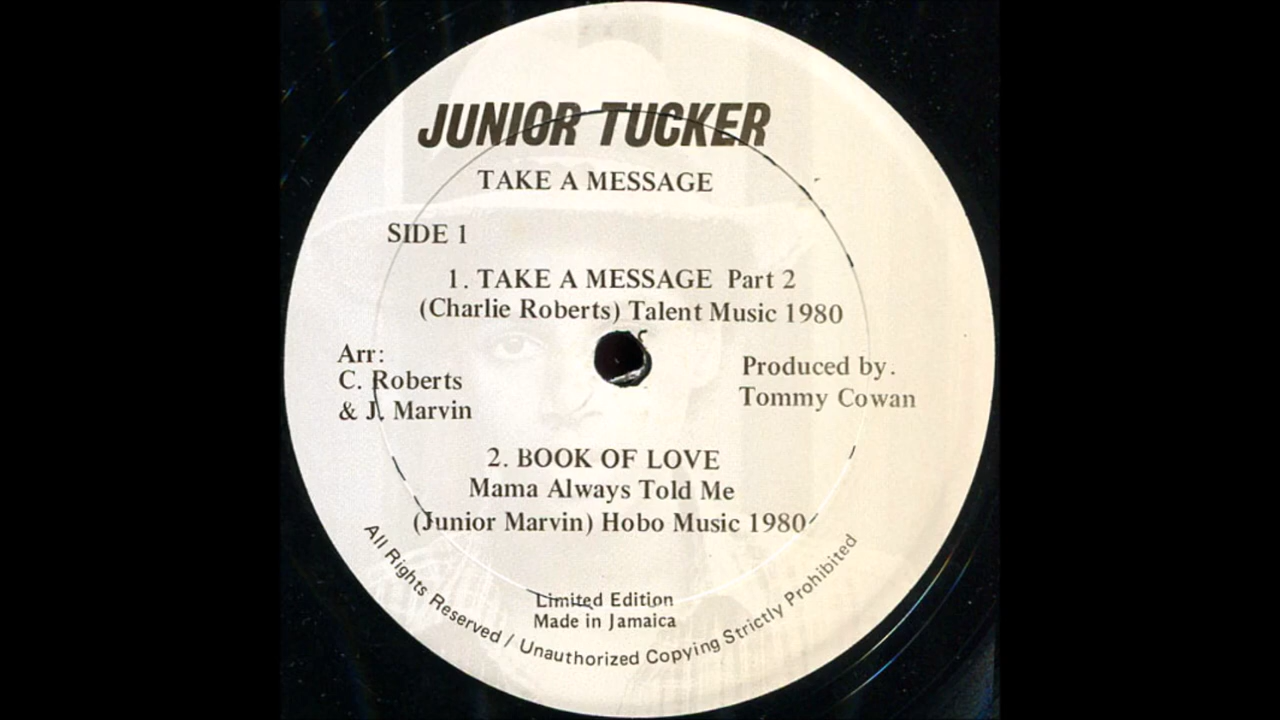 JUNIOR TUCKER
TAKE A MESSAGE
SIDE 1
1. TAKE A MESSAGE Part 2
(Charlie Roberts) Talent Music 1980
Arr:
C. Roberts
& J. Marvin
Produced by.
Tommy Cowan
2. BOOK OF LOVE
Mama Always Told Me
(Junior Marvin) Hobo Music 1980
Limited Edition
Made in Jamaica
All Rights Reserved / Unauthorized Copying Strictly Prohibited